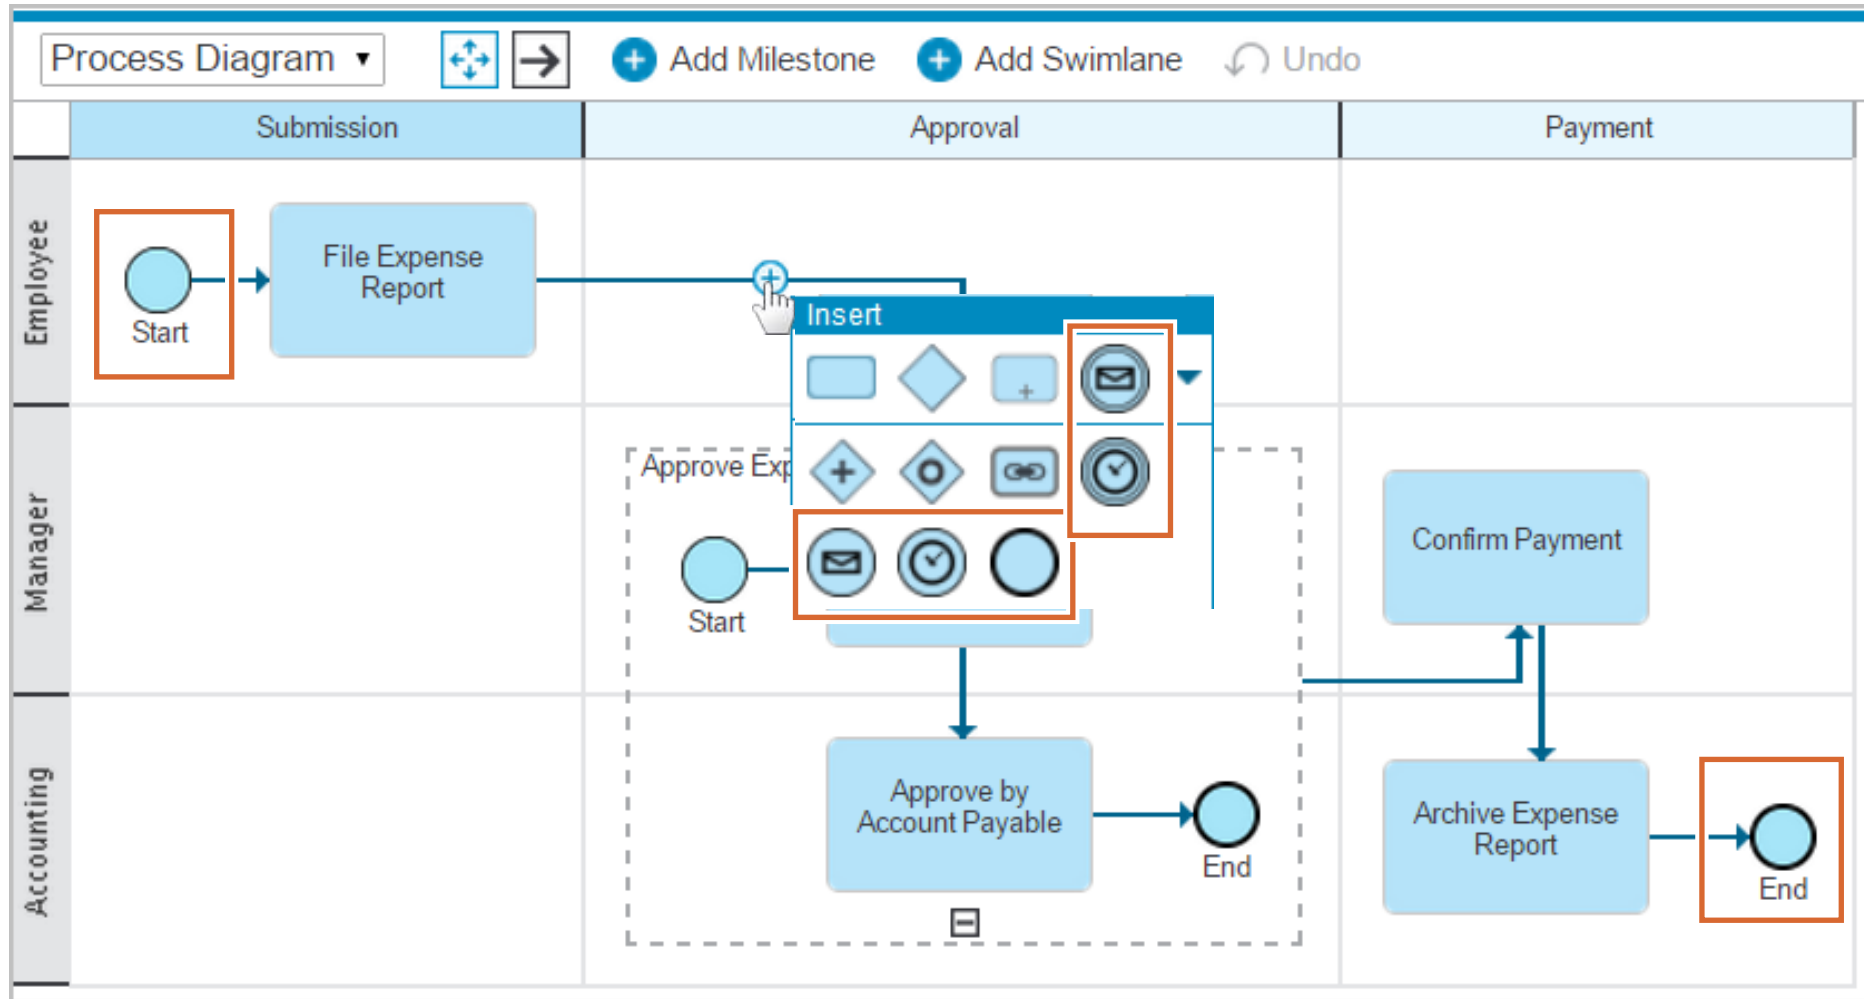 Process Diagram
Add Milestone
Add Swimlane
Undo
Submission
Approval
Payment
Employee
File Expense
Report
Start
Insert
Manager
Approve Exp
Start
Confirm Payment
Accounting
Approve by
Account Payable
End
Archive Expense
Report
End